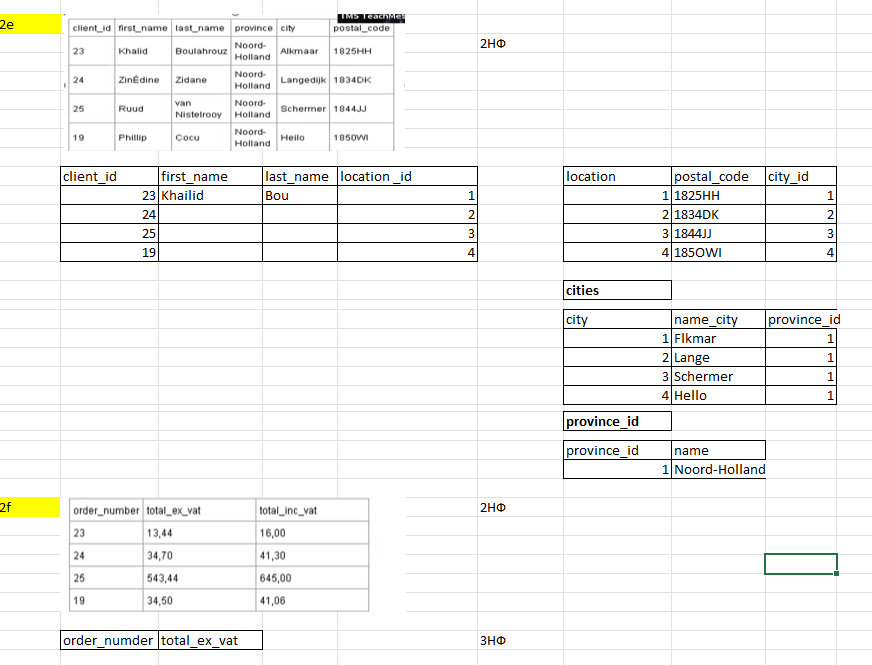 TMS TeachMe
2e
client_id first_name last_name province city postal_code
2НФ
23 Khalid Boulahrouz Noord-Holland Alkmaar 1825HH
24 ZinÉdine Zidane Noord-Holland Langedijk 1834DK
25 Ruud van Nistelrooy Noord-Holland Schermer 1844JJ
19 Phillip Cocu Noord-Holland Heilo 1850WI
client_id first_name last_name location _id
23 Khailid Bou 1
24 2
25 3
19 4
location postal_code city_id
1 1825HH 1
2 1834DK 2
3 1844JJ 3
4 185OWI 4
cities
city name_city province_id
1 Flkmar 1
2 Lange 1
3 Schermer 1
4 Hello 1
province_id
province_id name
1 Noord-Holland
2f
2НФ
order_number total_ex_vat total_inc_vat
23 13,44 16,00
24 34,70 41,30
25 543,44 645,00
19 34,50 41,06
order_numder total_ex_vat
3НФ